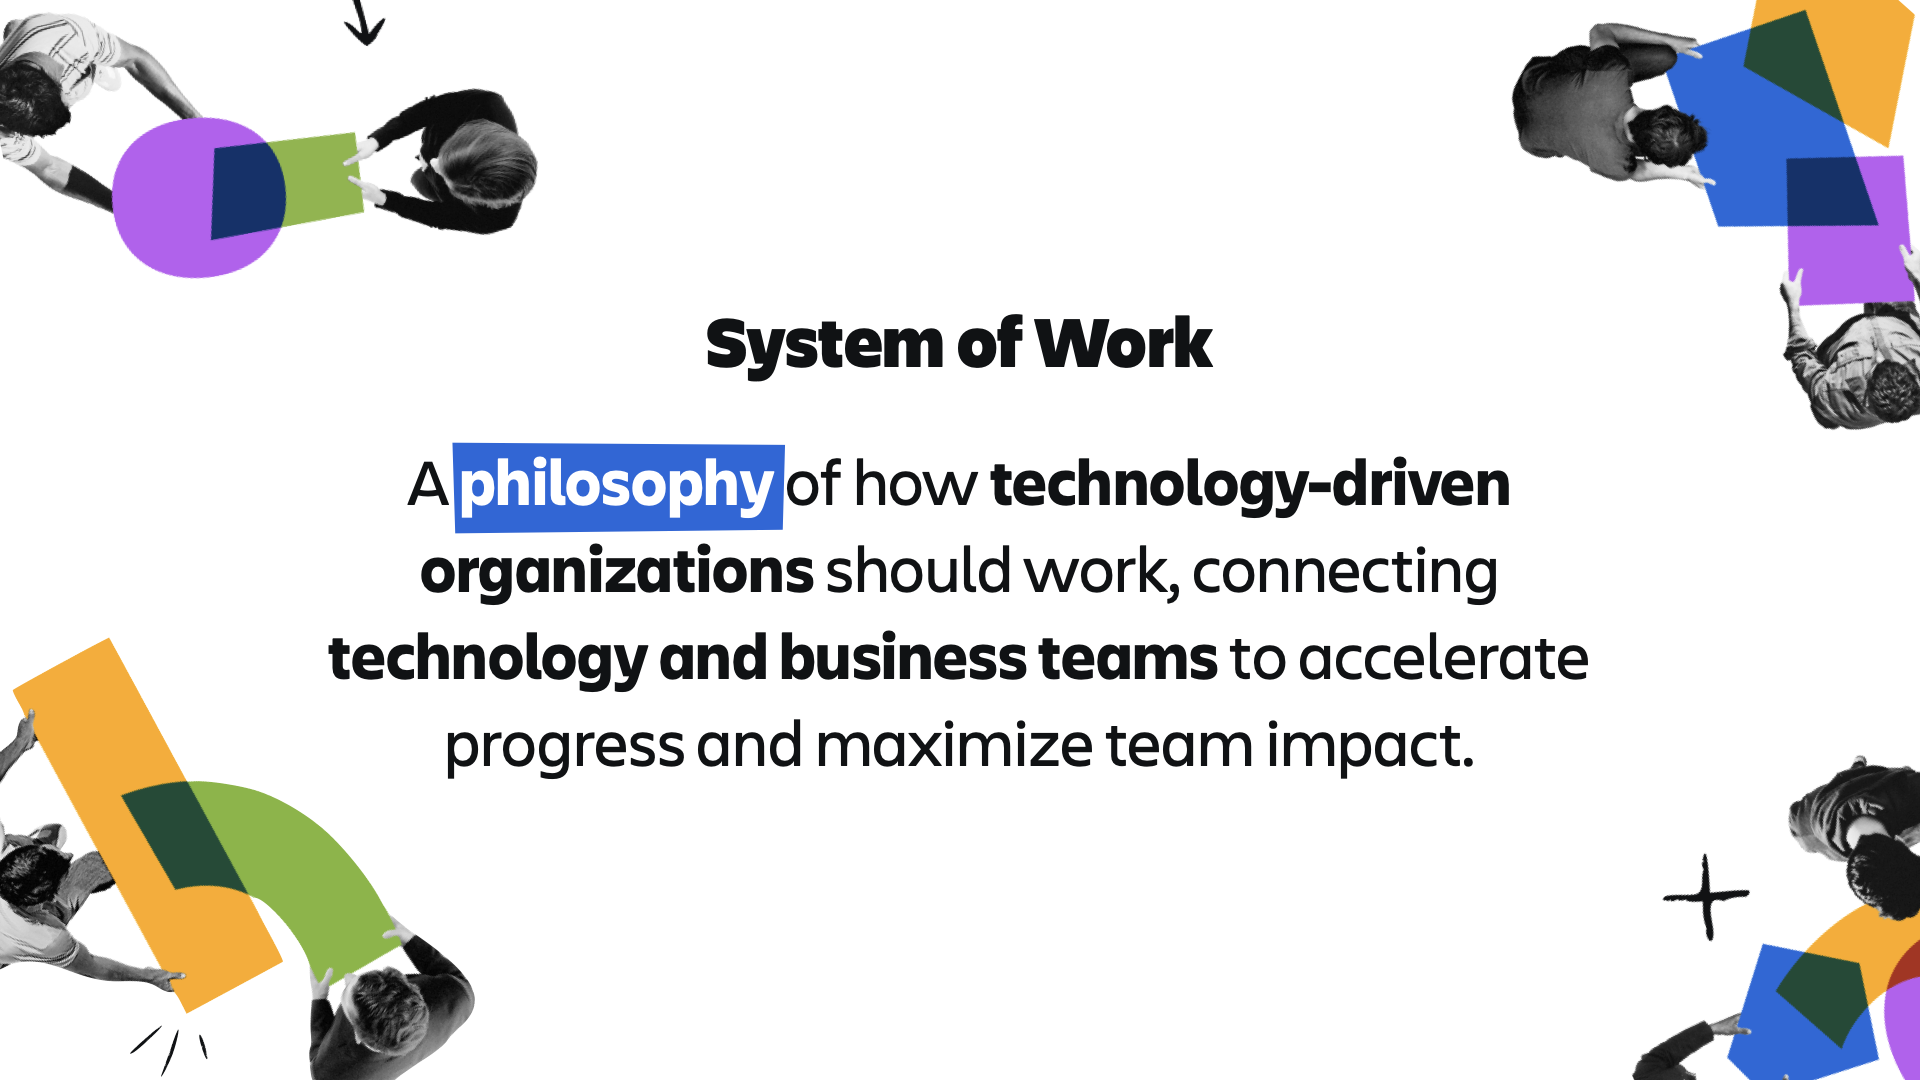 System of Work
A philosophy of how technology-driven
organizations should work, connecting
technology and business teams to accelerate
progress and maximize team impact.